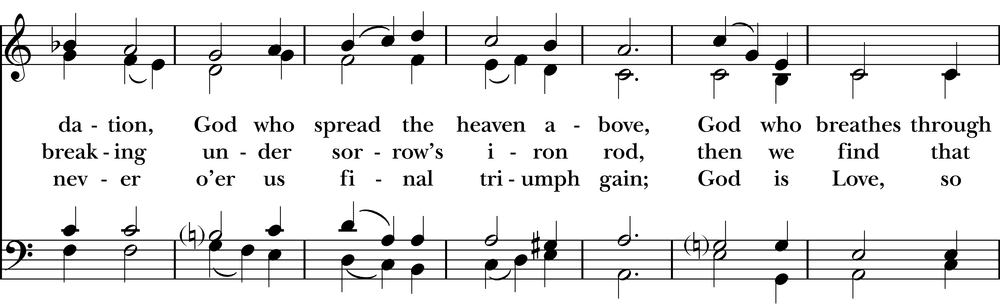 da - tion, God who spread the heaven a - bove, God who breathes through
break - ing un - der sor - row’s i - ron rod, then we find that
nev - er o’er us fi - nal tri - umph gain; God is Love, so